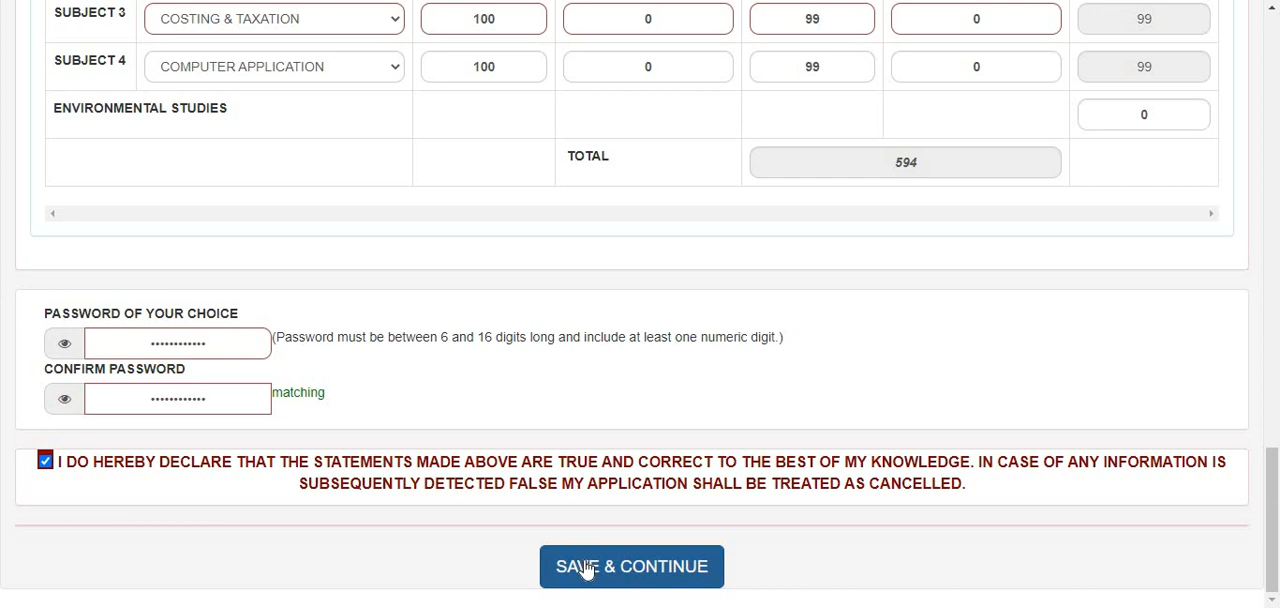 SUBJECT 3 COSTING & TAXATION 100 0 99 0 99
SUBJECT 4 COMPUTER APPLICATION 100 0 99 0 99
ENVIRONMENTAL STUDIES 0
TOTAL 594
PASSWORD OF YOUR CHOICE
•••••••••••• (Password must be between 6 and 16 digits long and include at least one numeric digit.)
CONFIRM PASSWORD
•••••••••••• matching
I DO HEREBY DECLARE THAT THE STATEMENTS MADE ABOVE ARE TRUE AND CORRECT TO THE BEST OF MY KNOWLEDGE. IN CASE OF ANY INFORMATION IS
SUBSEQUENTLY DETECTED FALSE MY APPLICATION SHALL BE TREATED AS CANCELLED.
SAVE & CONTINUE